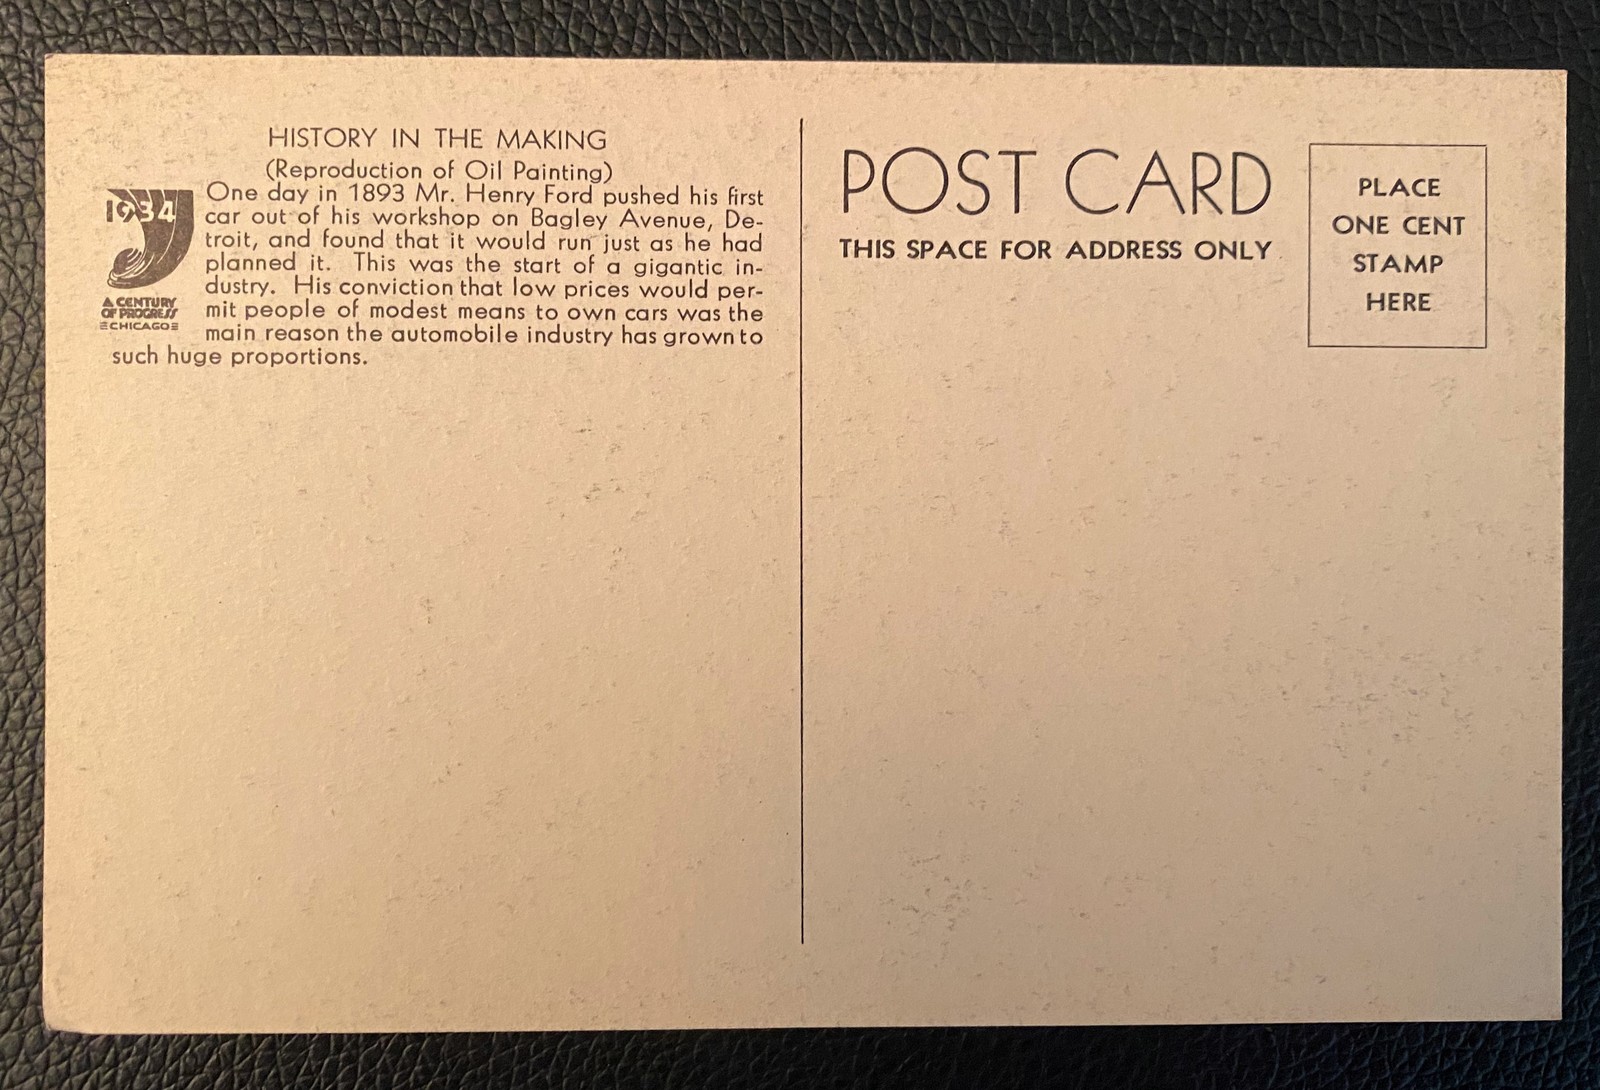 HISTORY IN THE MAKING
(Reproduction of Oil Painting)
One day in 1893 Mr. Henry Ford pushed his first
car out of his workshop on Bagley Avenue, De-
troit, and found that it would run just as he had
planned it. This was the start of a gigantic in-
dustry. His conviction that low prices would per-
mit people of modest means to own cars was the
main reason the automobile industry has grown to
such huge proportions.
1934
A CENTURY
OF PROGRESS
CHICAGO
POST CARD
THIS SPACE FOR ADDRESS ONLY
PLACE
ONE CENT
STAMP
HERE